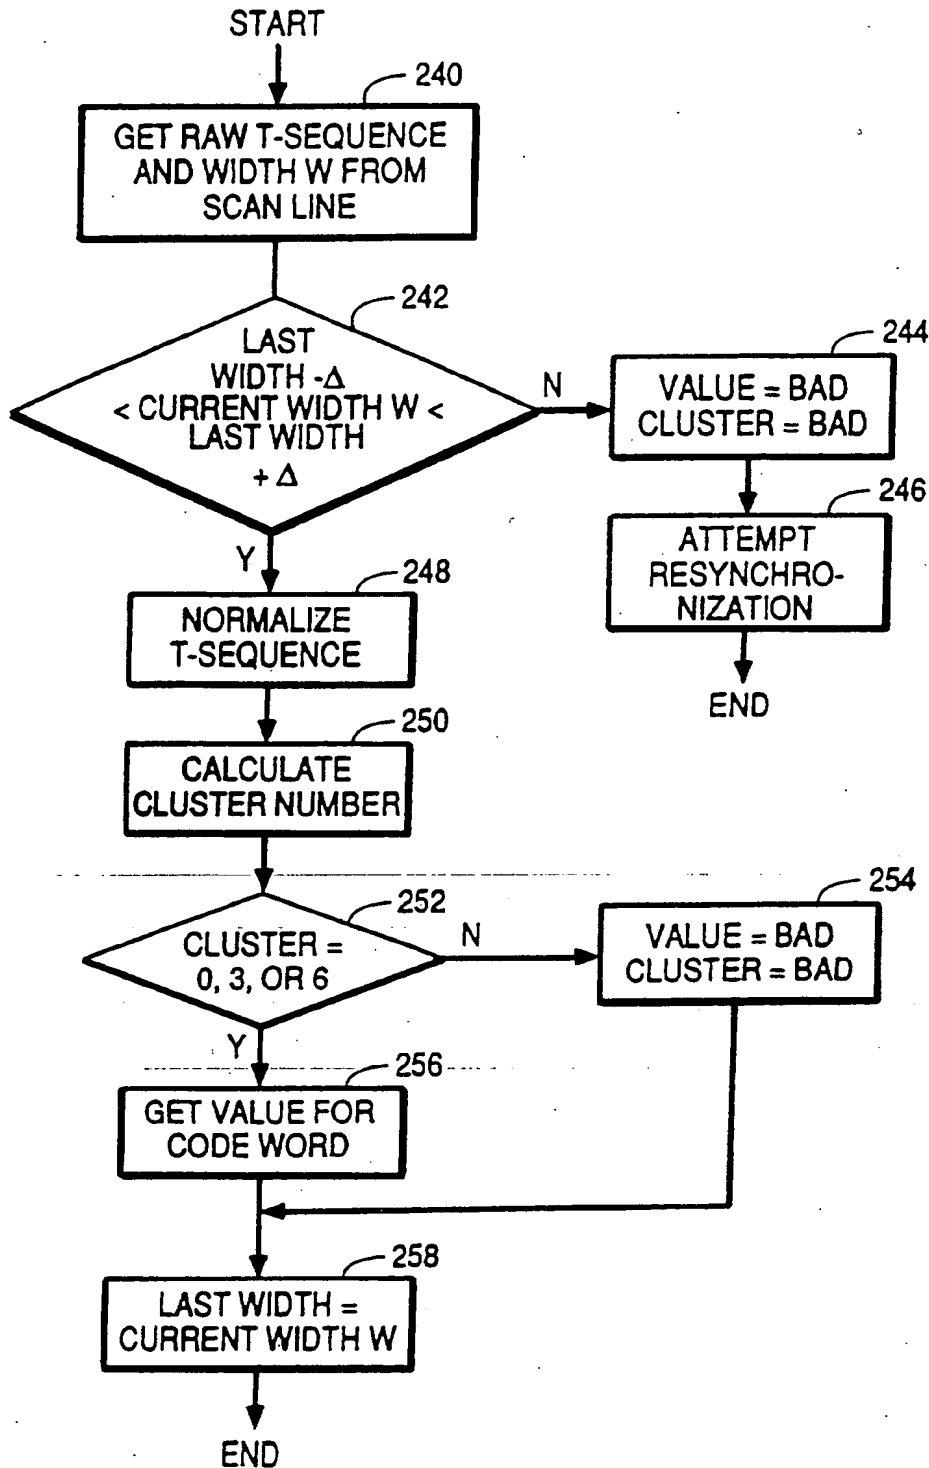 START
240
GET RAW T-SEQUENCE
AND WIDTH W FROM
SCAN LINE
242
LAST
WIDTH -Δ
< CURRENT WIDTH W <
LAST WIDTH
+ Δ
N
244
VALUE = BAD
CLUSTER = BAD
246
ATTEMPT
RESYNCHRO-
NIZATION
END
Y
248
NORMALIZE
T-SEQUENCE
250
CALCULATE
CLUSTER NUMBER
252
CLUSTER =
0, 3, OR 6
N
254
VALUE = BAD
CLUSTER = BAD
Y
256
GET VALUE FOR
CODE WORD
258
LAST WIDTH =
CURRENT WIDTH W
END